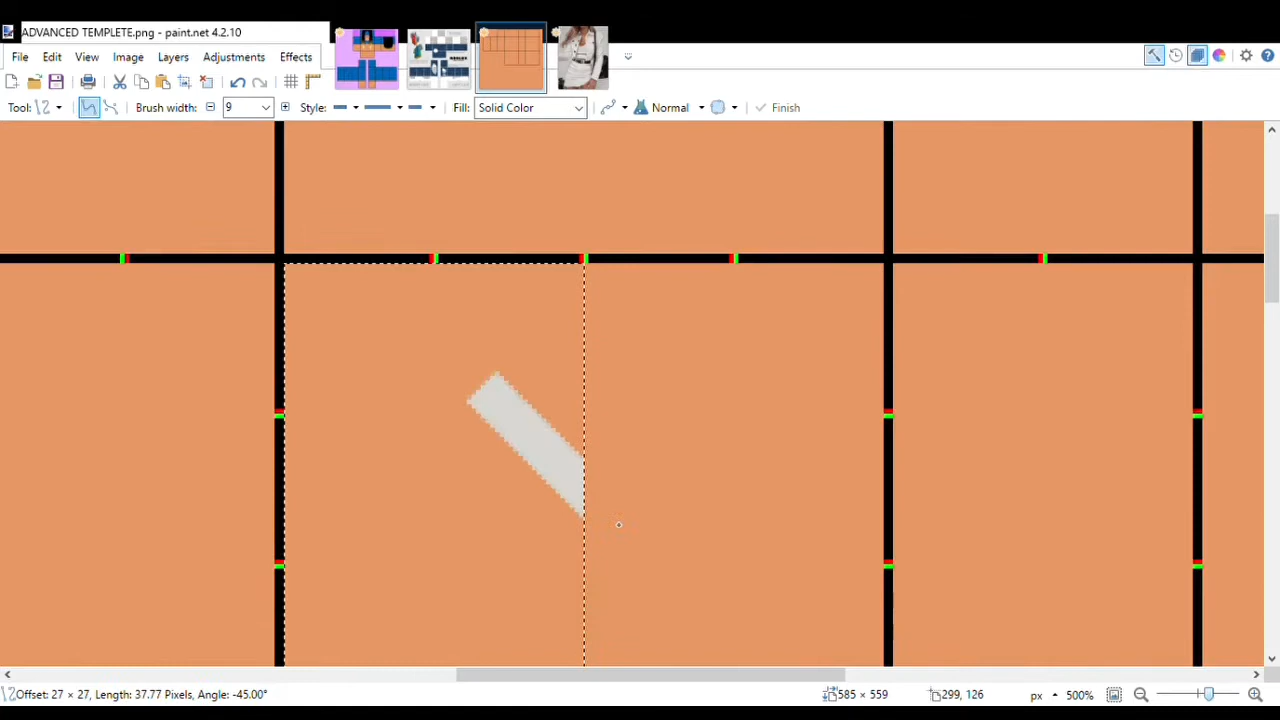 ADVANCED TEMPLETE.png - paint.net 4.2.10
File Edit View Image Layers Adjustments Effects
Tool: Brush width: 9 Style: Fill: Solid Color Normal Finish
Offset: 27 × 27, Length: 37.77 Pixels, Angle: -45.00° 585 × 559 299, 126 px 500%